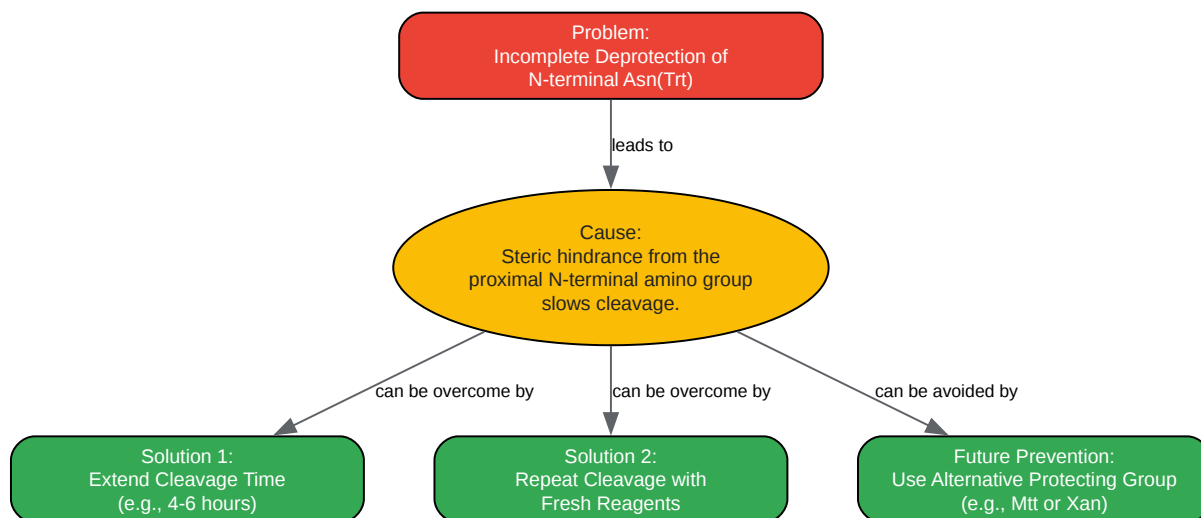 Problem:
Incomplete Deprotection of
N-terminal Asn(Trt)
leads to
Cause:
Steric hindrance from the
proximal N-terminal amino group
slows cleavage.
can be overcome by
can be overcome by
can be avoided by
Solution 1:
Extend Cleavage Time
(e.g., 4-6 hours)
Solution 2:
Repeat Cleavage with
Fresh Reagents
Future Prevention:
Use Alternative Protecting Group
(e.g., Mtt or Xan)